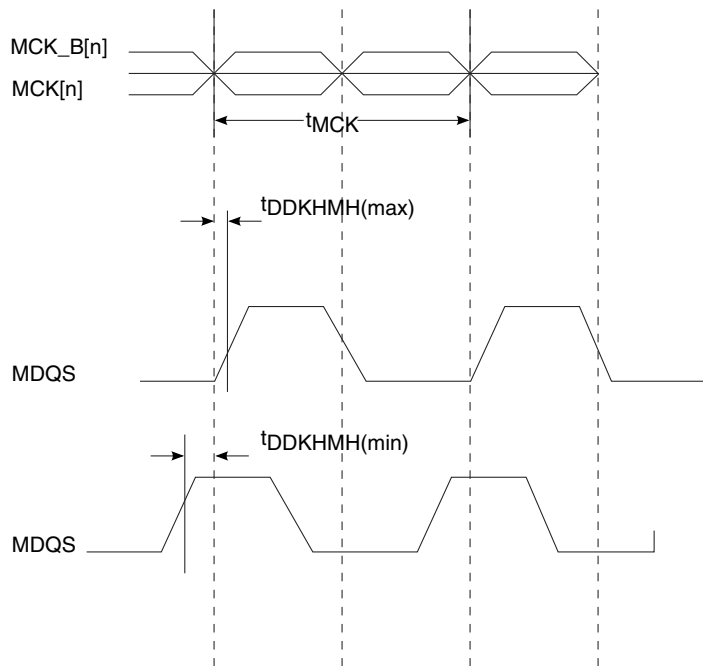 MCK_B[n]
MCK[n]
tMCK
tDDKHMH(max)
MDQS
tDDKHMH(min)
MDQS